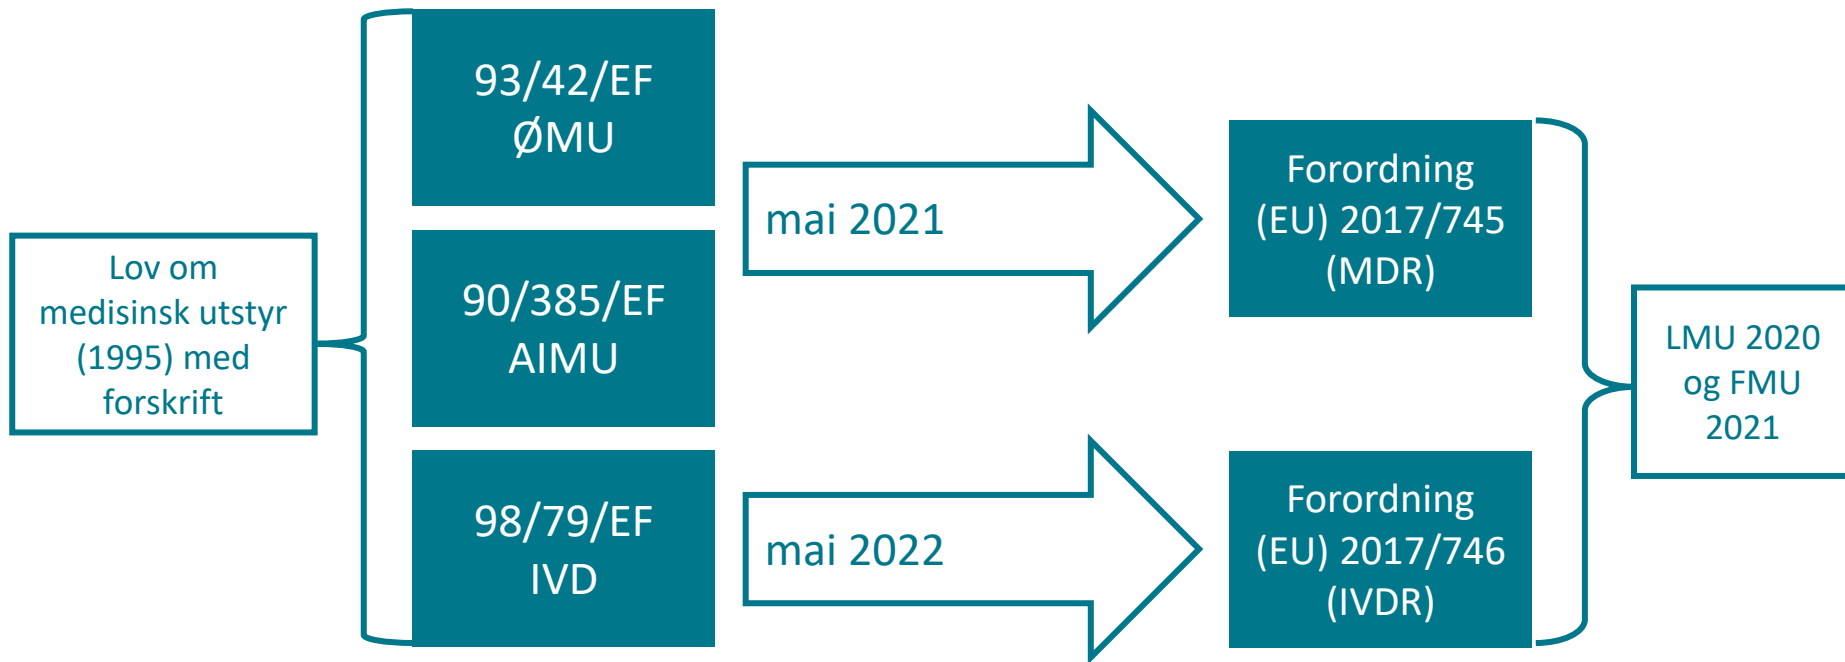 Lov om
medisinsk utstyr
(1995) med
forskrift
93/42/EF
ØMU
90/385/EF
AIMU
98/79/EF
IVD
mai 2021
mai 2022
Forordning
(EU) 2017/745
(MDR)
Forordning
(EU) 2017/746
(IVDR)
LMU 2020
og FMU
2021